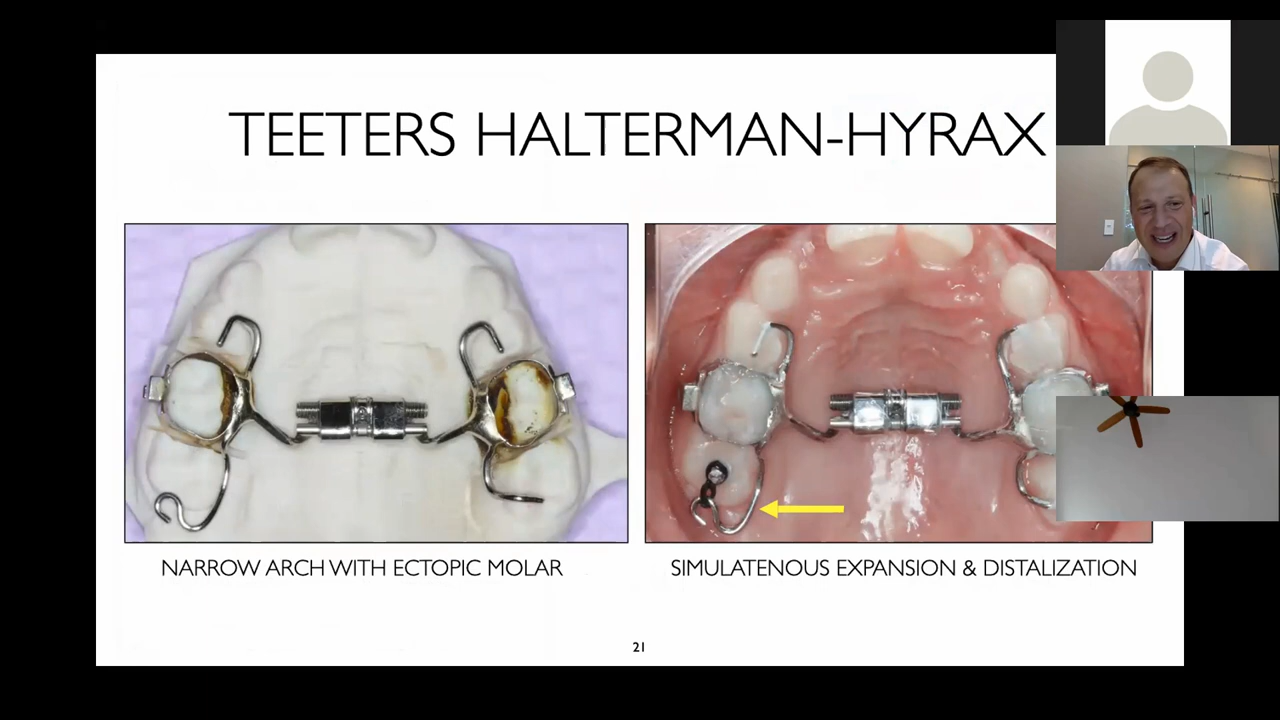 TEETERS HALTERMAN-HYRAX
NARROW ARCH WITH ECTOPIC MOLAR
SIMULATENOUS EXPANSION & DISTALIZATION
21